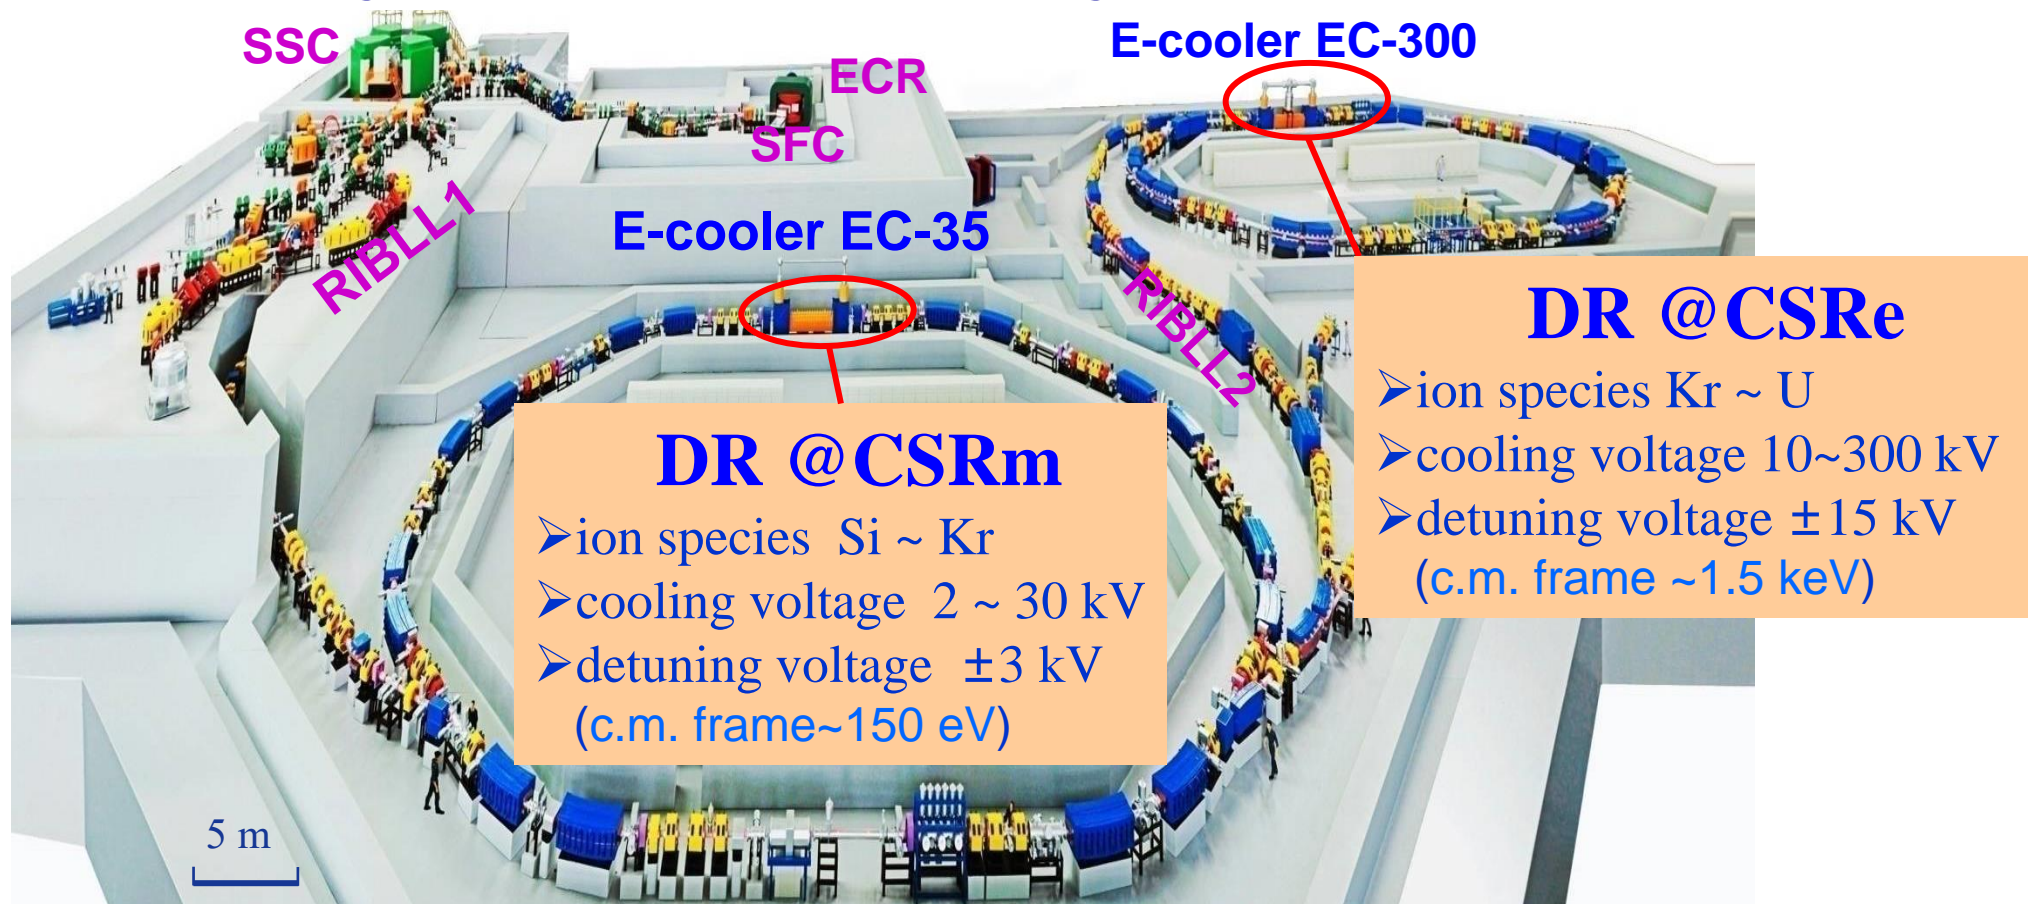 SSC
E-cooler EC-300
ECR
SFC
RIBLL1
E-cooler EC-35
RIBLL2
DR @CSRe
➢ion species Kr ~ U
➢cooling voltage 10~300 kV
➢detuning voltage ±15 kV
(c.m. frame ~1.5 keV)
DR @CSRm
➢ion species Si ~ Kr
➢cooling voltage 2 ~ 30 kV
➢detuning voltage ±3 kV
(c.m. frame~150 eV)
5 m